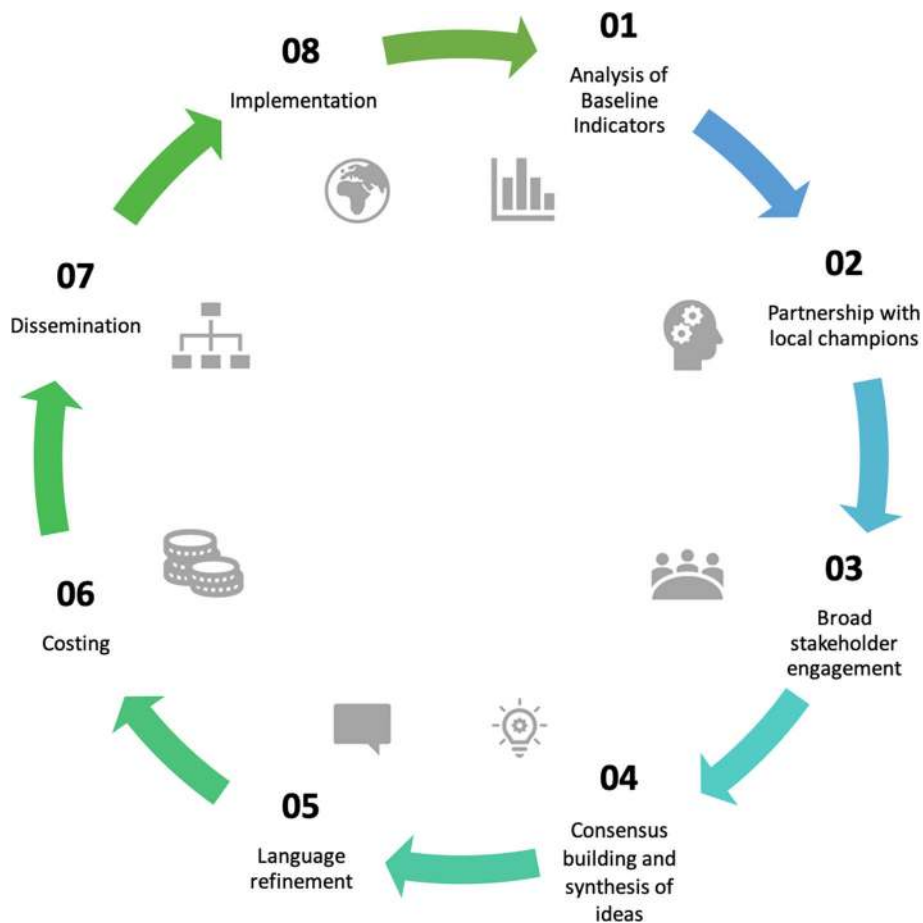 01
Analysis of
Baseline
Indicators
02
Partnership with
local champions
03
Broad
stakeholder
engagement
04
Consensus
building and
synthesis of
ideas
05
Language
refinement
06
Costing
07
Dissemination
08
Implementation